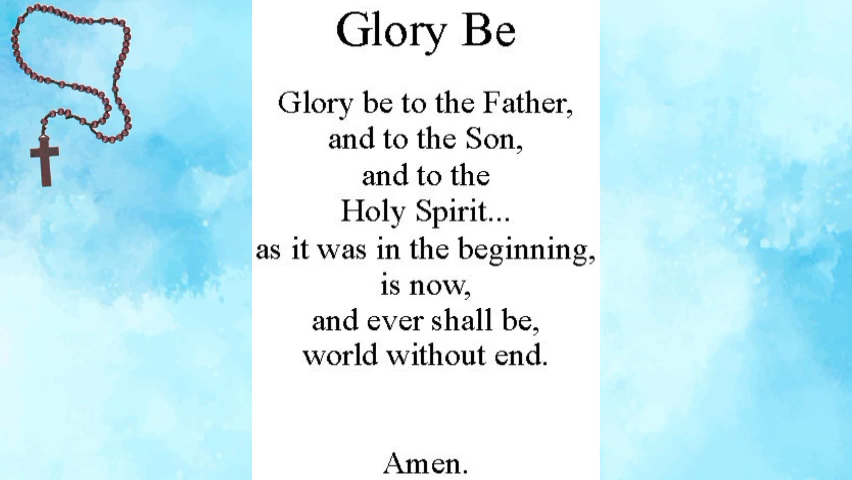 Glory Be
Glory be to the Father,
and to the Son,
and to the
Holy Spirit...
as it was in the beginning,
is now,
and ever shall be,
world without end.
Amen.